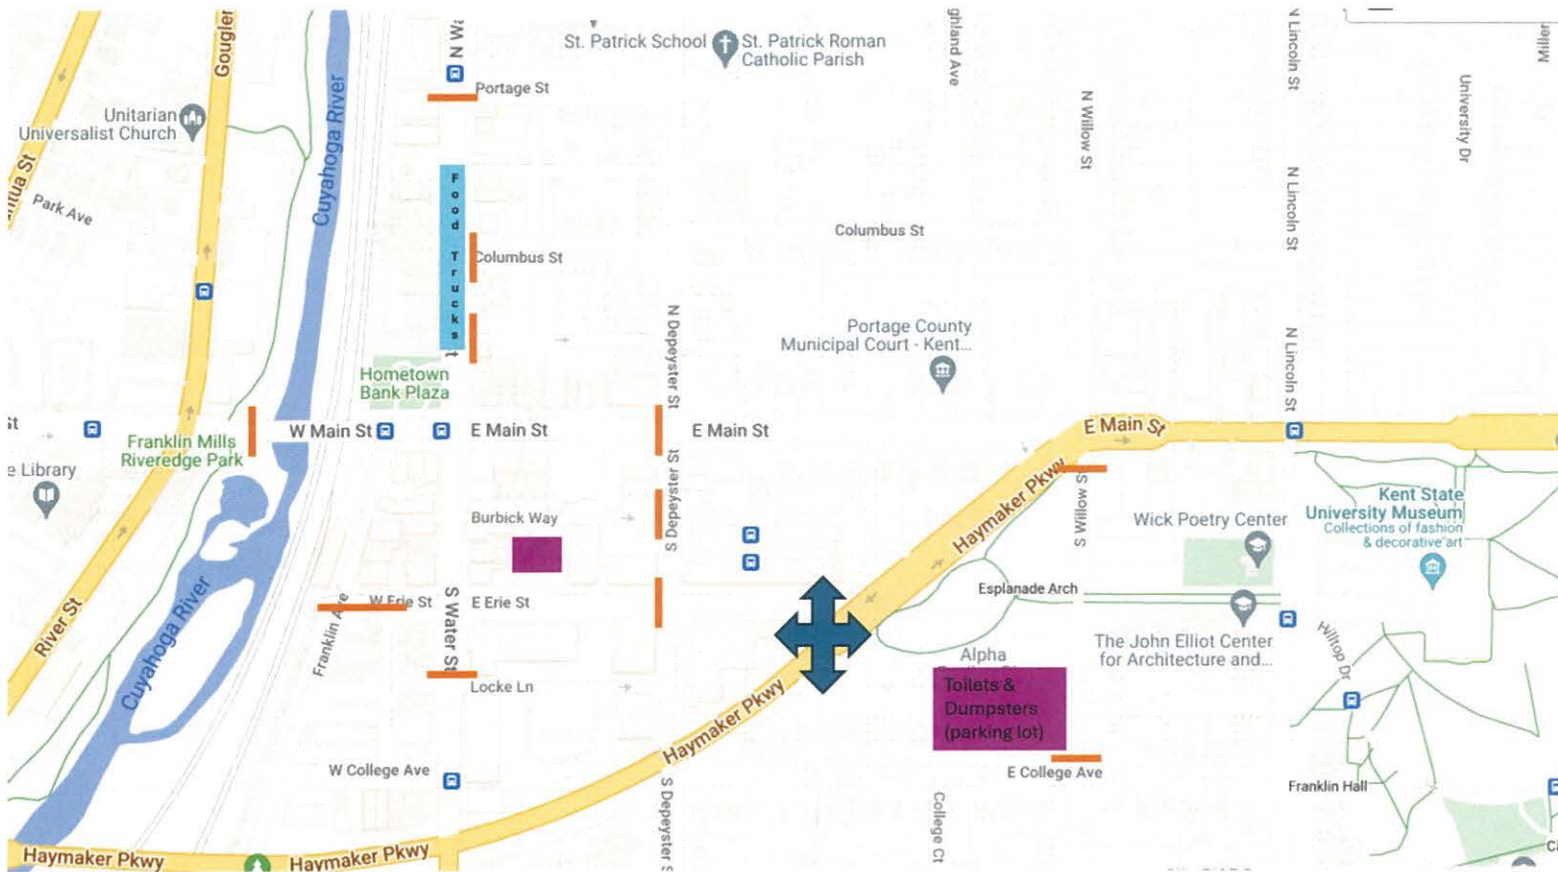 Gougler
W N
St. Patrick School
St. Patrick Roman
Catholic Parish
ghland Ave
N Lincoln St
Miller
Portage St
University Dr
N Willow St
Unitarian
Universalist Church
Cuyahoga River
ntua St
Park Ave
Food Trucks
N Lincoln St
Columbus St
Columbus St
N Depeyster St
Portage County
Municipal Court - Kent...
N Lincoln St
t
Hometown
Bank Plaza
st
W Main St
E Main St
E Main St
E Main St
Franklin Mills
Riveredge Park
e Library
S Depeyster St
Haymaker Pkwy
S Willow St
Kent State
University Museum
Collections of fashion
& decorative art
Burbick Way
Wick Poetry Center
Esplanade Arch
River St
Cuyahoga River
Franklin Ave
W Erie St
S Water St
E Erie St
The John Elliot Center
for Architecture and...
Hilltop Dr
Alpha
Toilets &
Dumpsters
(parking lot)
Locke Ln
Haymaker Pkwy
W College Ave
E College Ave
S Depeyster S
College Ct
Franklin Hall
Haymaker Pkwy
Haymaker Pkwy